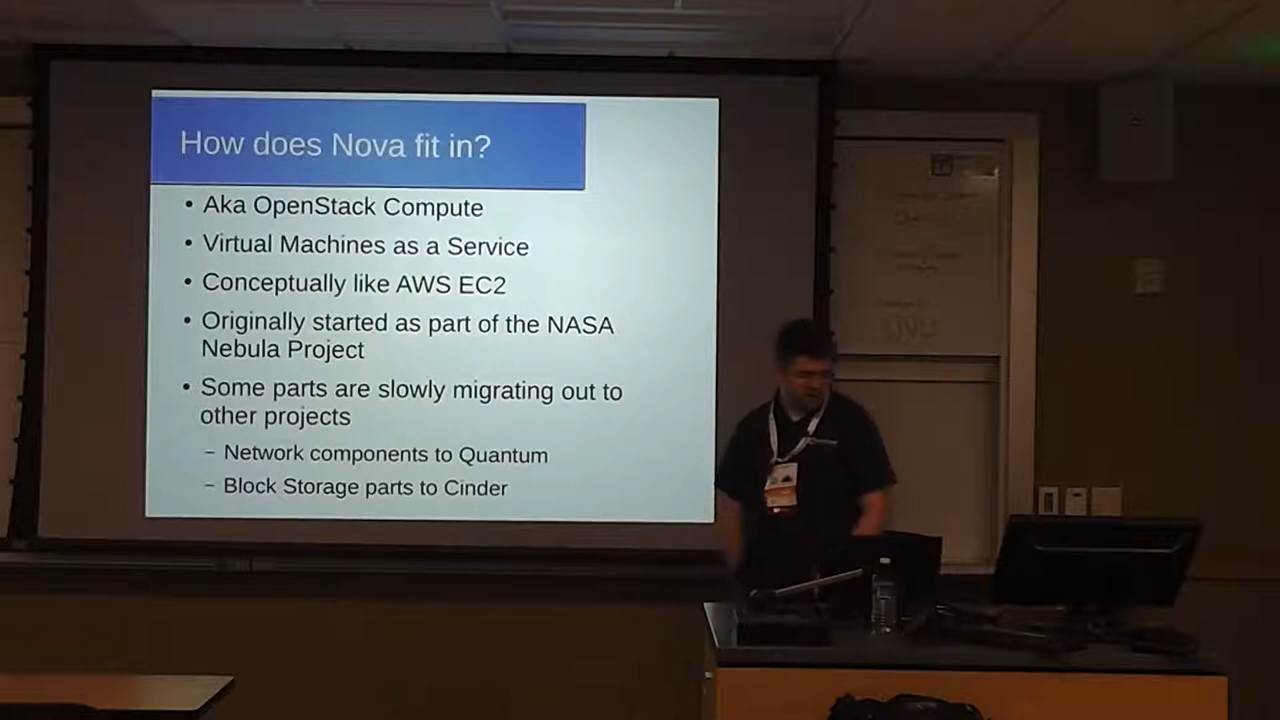 How does Nova fit in?
• Aka OpenStack Compute
• Virtual Machines as a Service
• Conceptually like AWS EC2
• Originally started as part of the NASA
Nebula Project
• Some parts are slowly migrating out to
other projects
– Network components to Quantum
– Block Storage parts to Cinder